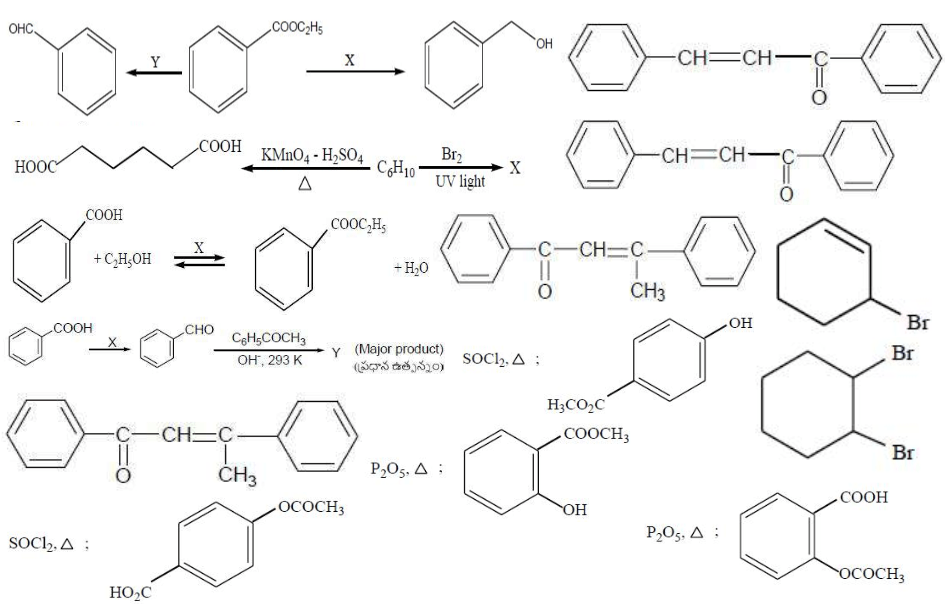 OHC COOC₂H₅ OH
Y X
CH=CH—C
O
HOOC COOH KMnO₄ - H₂SO₄ C₆H₁₀ Br₂ X
△ UV light
CH=CH—C
O
COOH + C₂H₅OH X COOC₂H₅ + H₂O
C—CH=C
O CH₃
Br
COOH X CHO C₆H₅COCH₃ Y (Major product)
OH⁻, 293 K (ప్రధాన ఉత్పన్నం)
SOCl₂, △ ;
OH
H₃CO₂C
Br
Br
C—CH=C
O CH₃
P₂O₅, △ ;
COOCH₃
OH
SOCl₂, △ ;
OCOCH₃
HO₂C
P₂O₅, △ ;
COOH
OCOCH₃